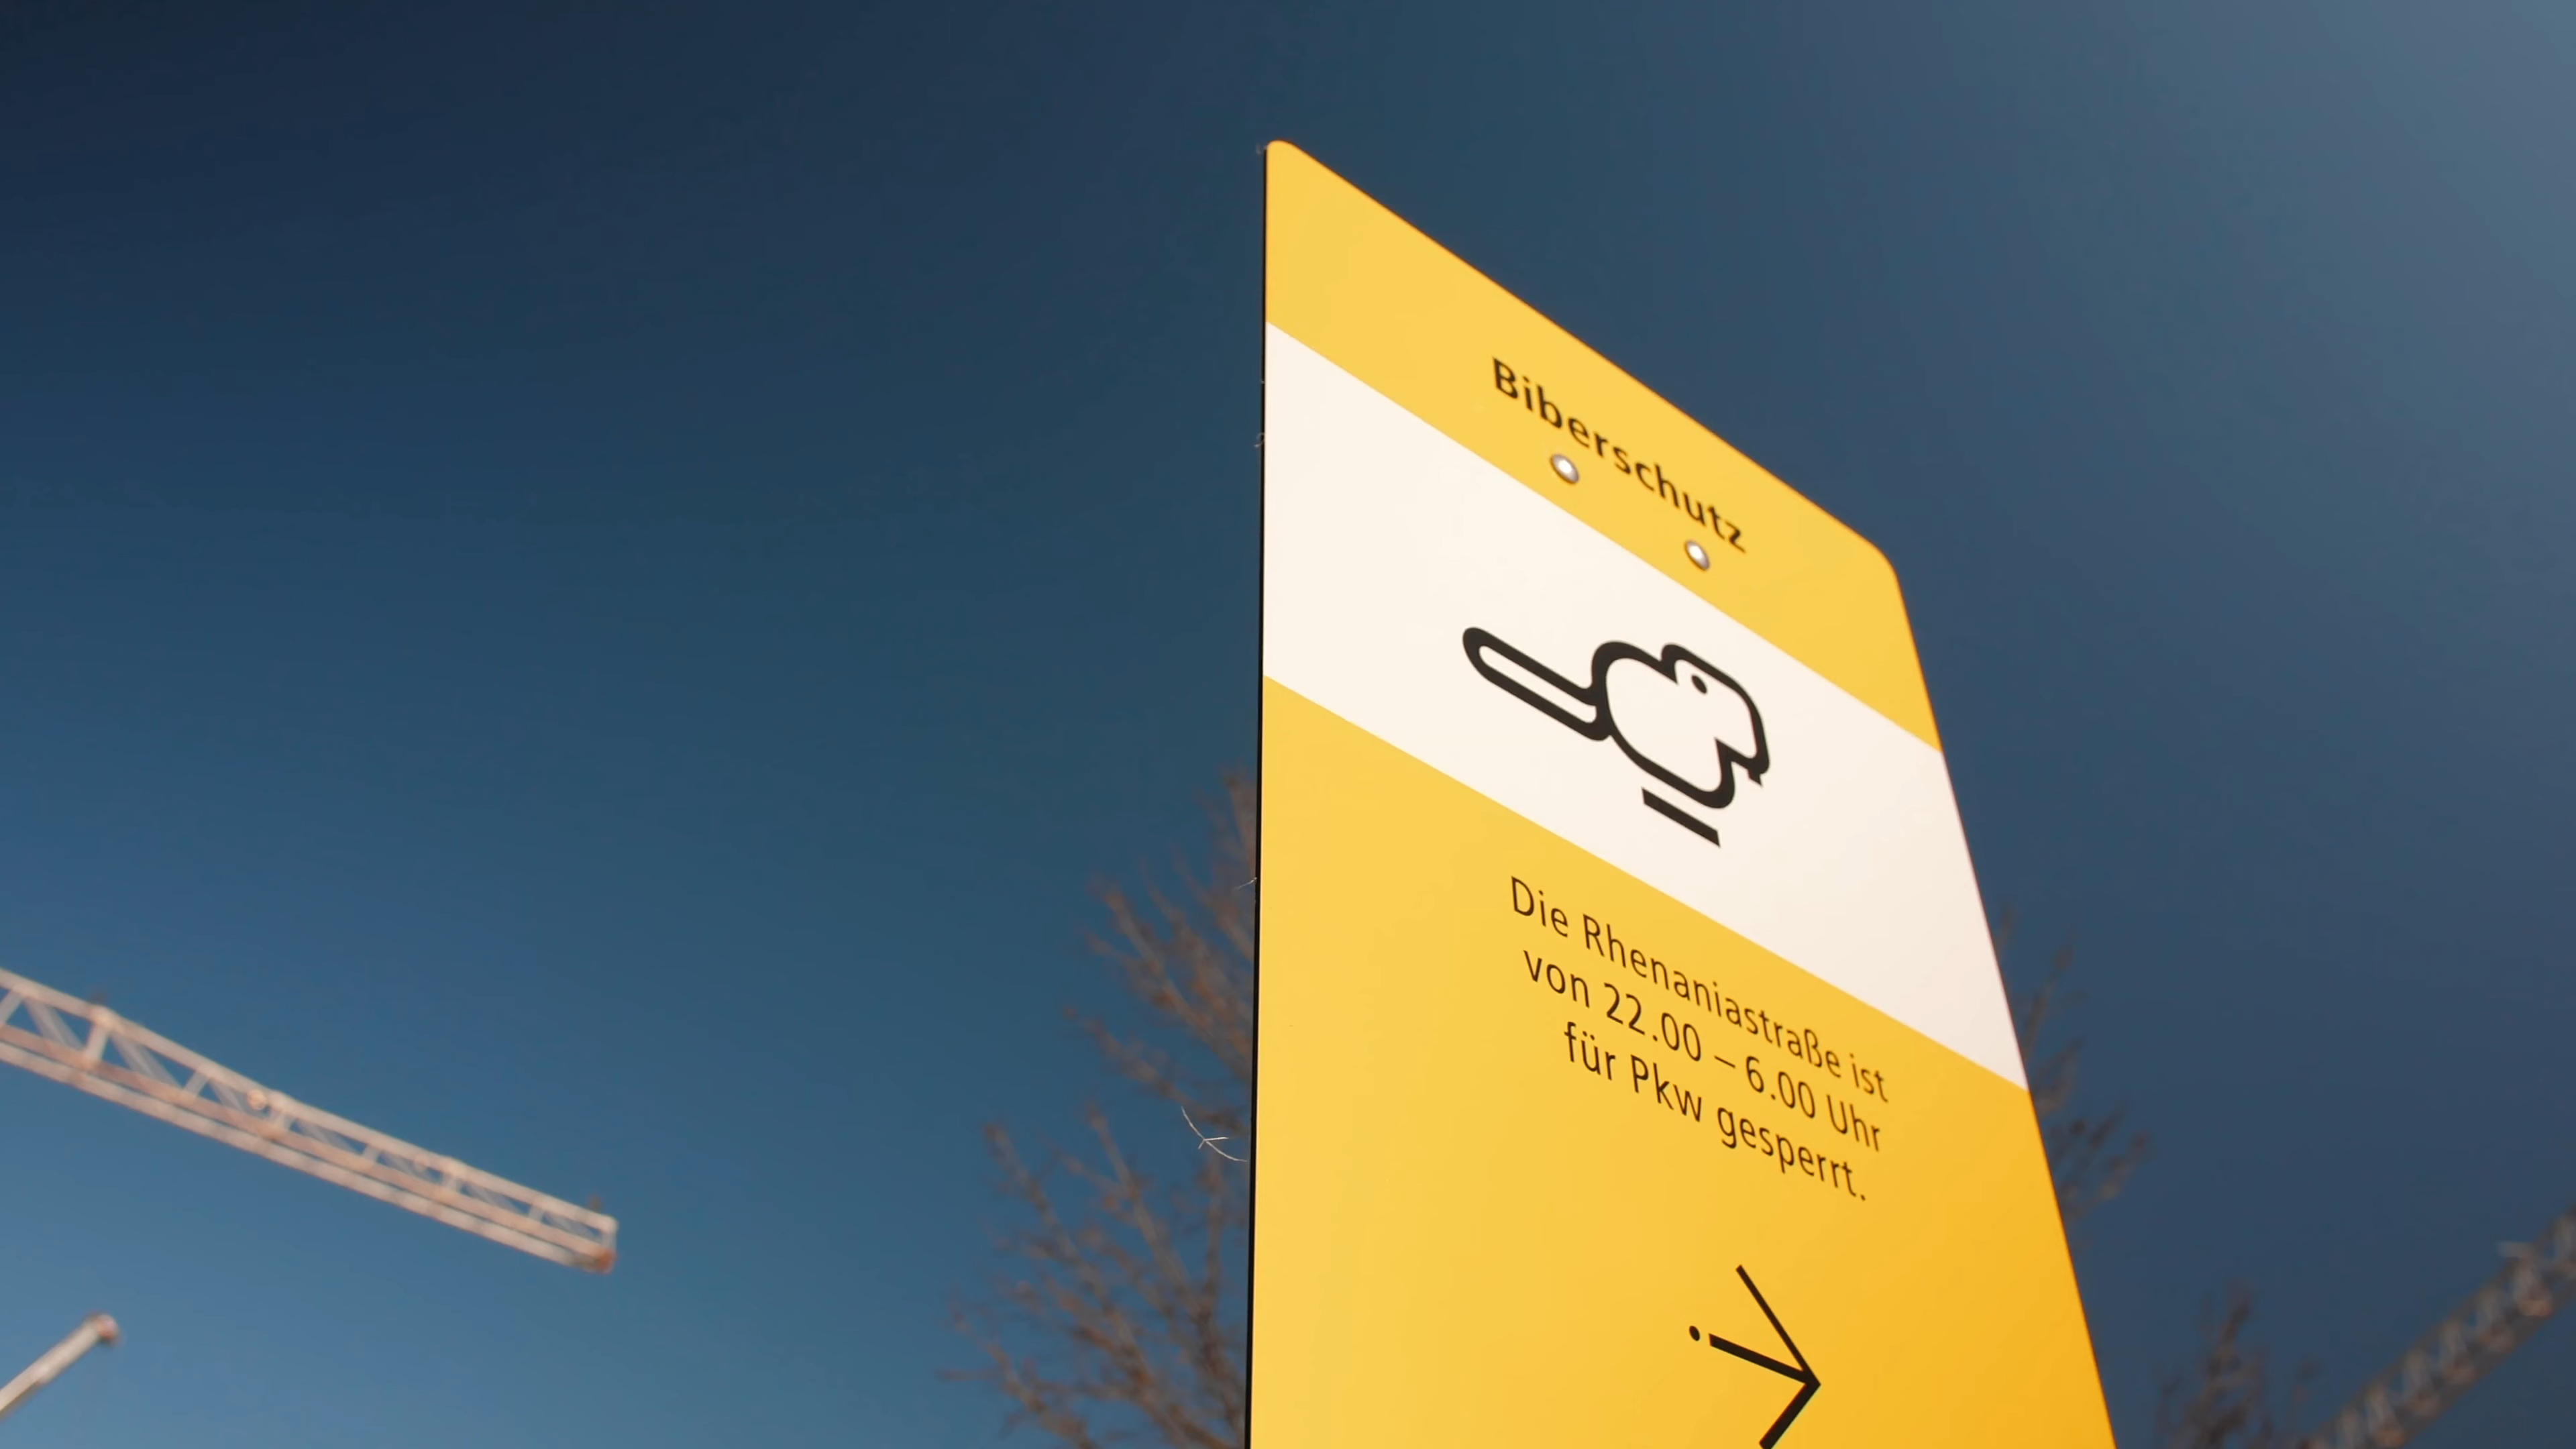 Biberschutz
Die Rhenaniastraße ist
von 22.00 – 6.00 Uhr
für Pkw gesperrt.